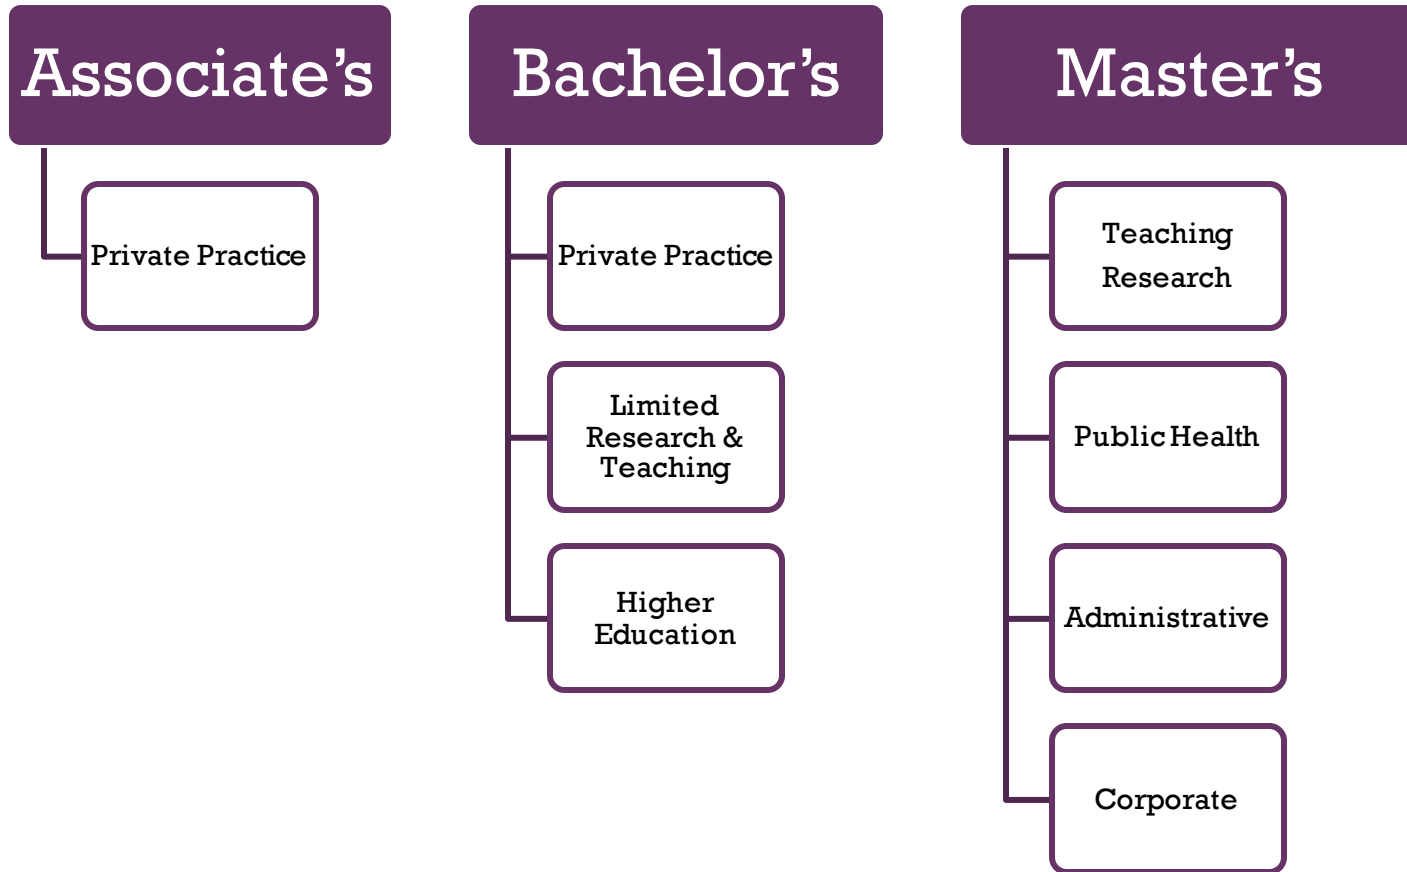 Associate’s
Private Practice
Bachelor’s
Private Practice
Limited
Research &
Teaching
Higher
Education
Master’s
Teaching
Research
Public Health
Administrative
Corporate